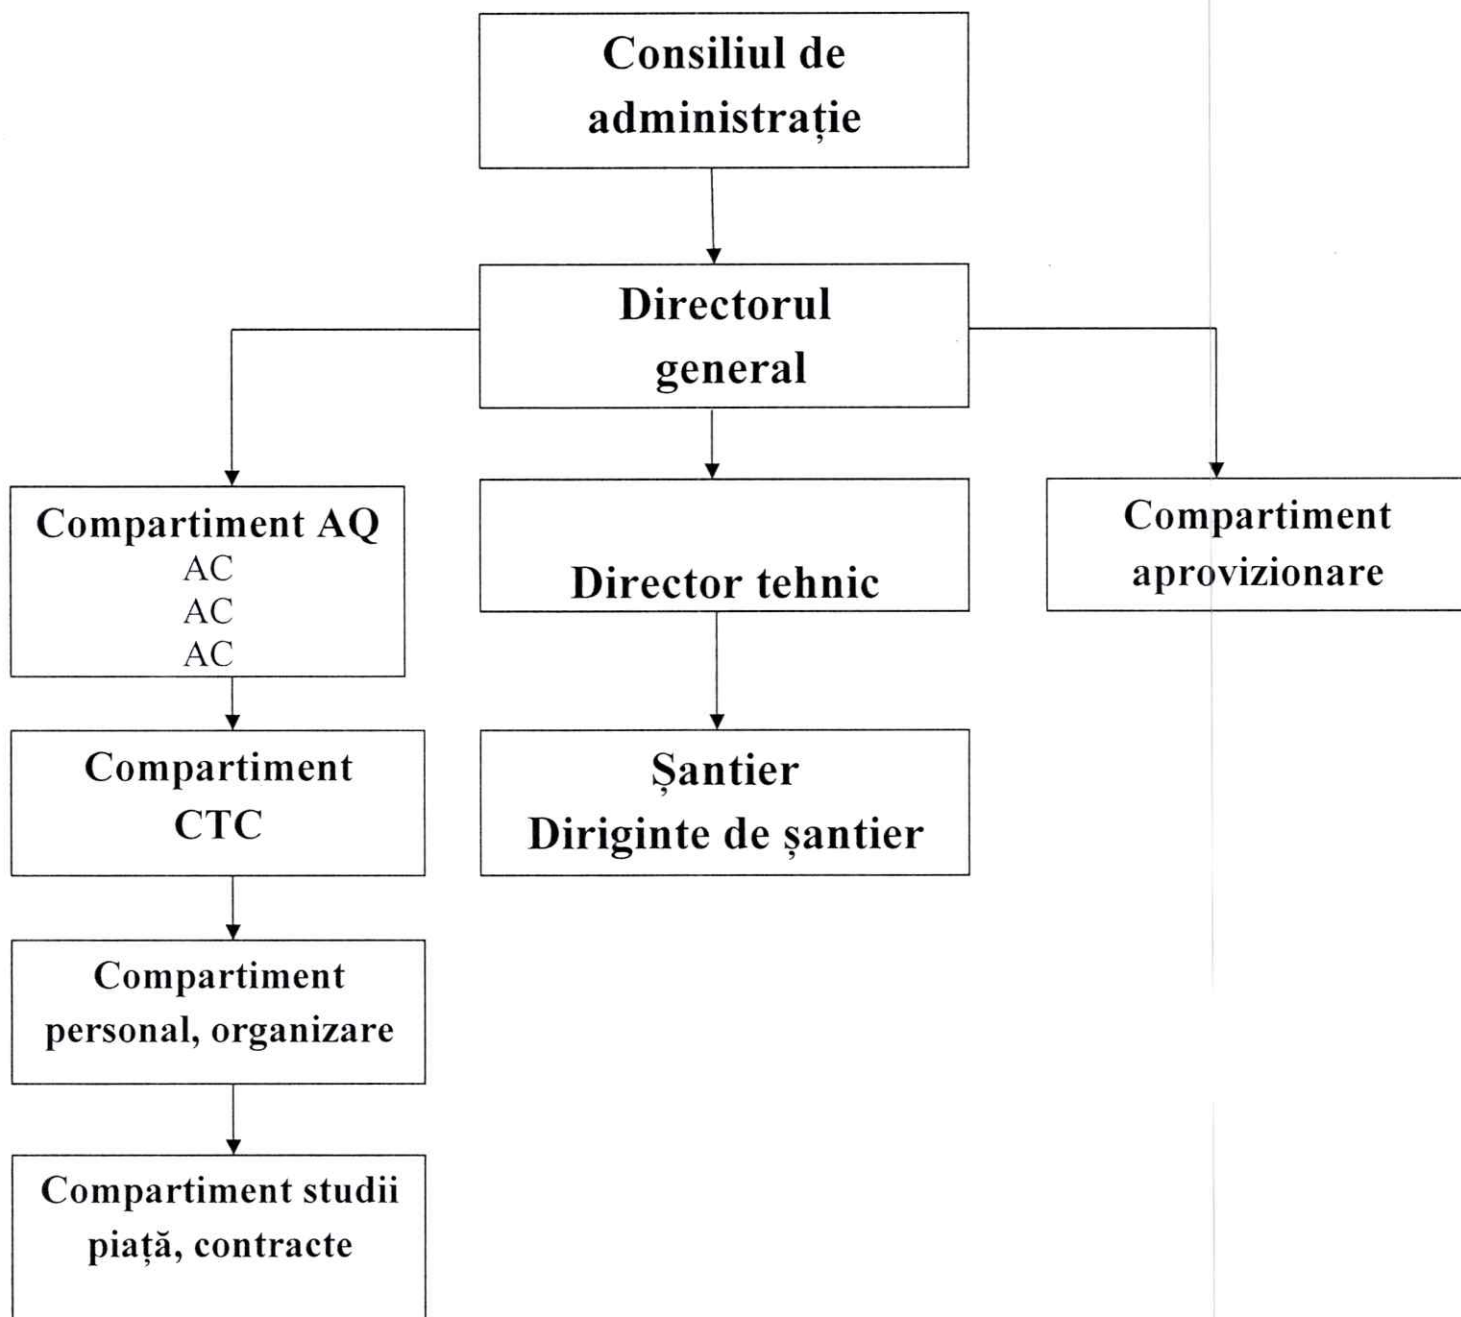 Consiliul de
administrație
Directorul
general
Compartiment AQ
AC
AC
AC
Director tehnic
Compartiment
aprovizionare
Compartiment
CTC
Șantier
Diriginte de șantier
Compartiment
personal, organizare
Compartiment studii
piață, contracte